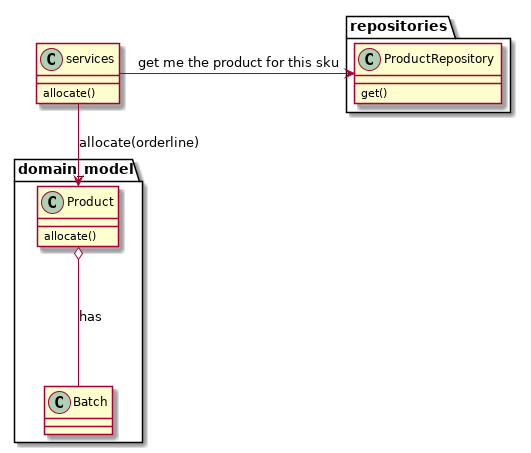 repositories
C services
allocate()
get me the product for this sku
C ProductRepository
get()
allocate(orderline)
domain_model
C Product
allocate()
has
C Batch